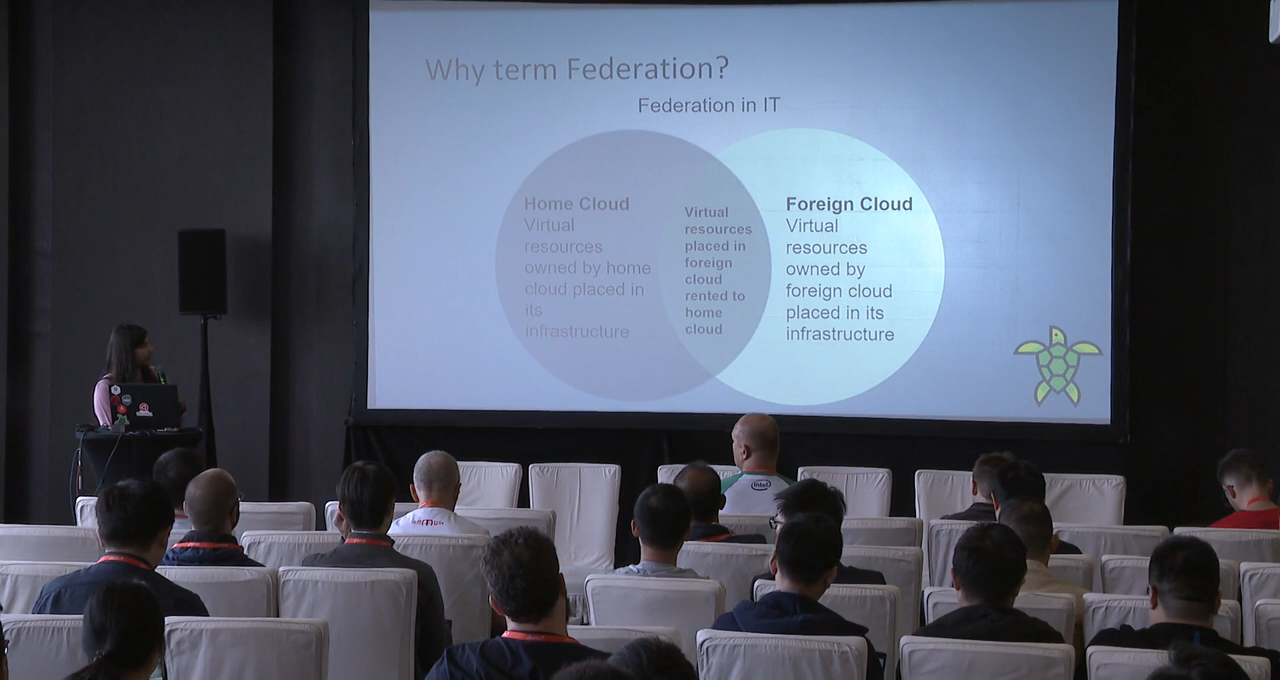 Why term Federation?
Federation in IT
Home Cloud
Virtual
resources
owned by home
cloud placed in
its
infrastructure
Virtual
resources
placed in
foreign
cloud
rented to
home
cloud
Foreign Cloud
Virtual
resources
owned by
foreign cloud
placed in its
infrastructure
intel